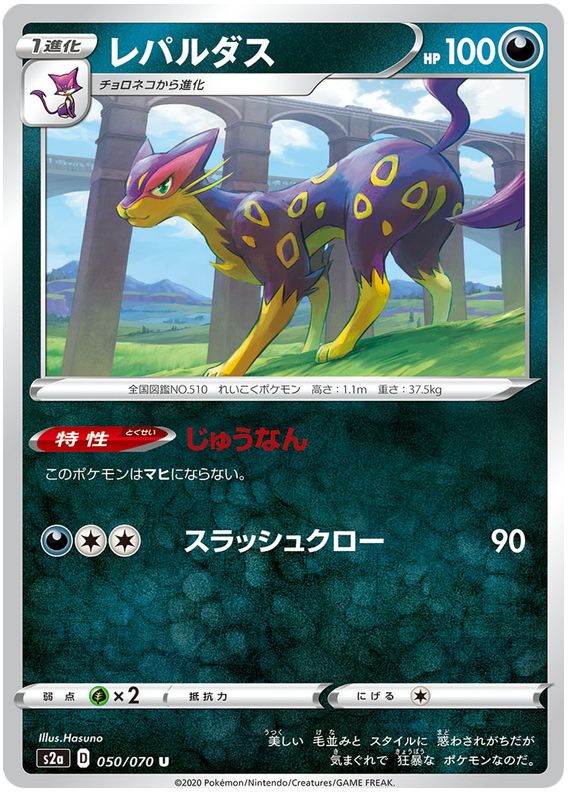 1進化
レパルダス
HP 100
チョロネコから進化
全国図鑑NO.510 れいこくポケモン 高さ：1.1m 重さ：37.5kg
特性 とくせい じゅうなん
このポケモンはマヒにならない。
スラッシュクロー 90
弱点 ×2 抵抗力 にげる
Illus.Hasuno
s2a D 050/070 U
美しい 毛並みと スタイルに 惑わされがちだが
気まぐれで 狂暴な ポケモンなのだ。
©2020 Pokémon/Nintendo/Creatures/GAME FREAK.